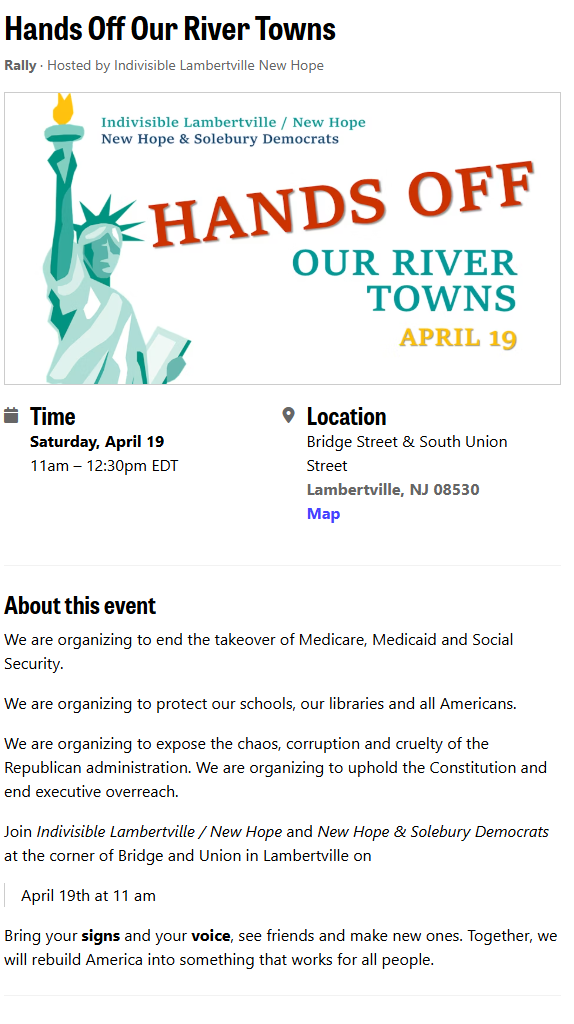 Hands Off Our River Towns
Rally · Hosted by Indivisible Lambertville New Hope
Indivisible Lambertville / New Hope
New Hope & Solebury Democrats
HANDS OFF
OUR RIVER
TOWNS
APRIL 19
Time
Saturday, April 19
11am – 12:30pm EDT
Location
Bridge Street & South Union
Street
Lambertville, NJ 08530
Map
About this event
We are organizing to end the takeover of Medicare, Medicaid and Social
Security.
We are organizing to protect our schools, our libraries and all Americans.
We are organizing to expose the chaos, corruption and cruelty of the
Republican administration. We are organizing to uphold the Constitution and
end executive overreach.
Join Indivisible Lambertville / New Hope and New Hope & Solebury Democrats
at the corner of Bridge and Union in Lambertville on
April 19th at 11 am
Bring your signs and your voice, see friends and make new ones. Together, we
will rebuild America into something that works for all people.